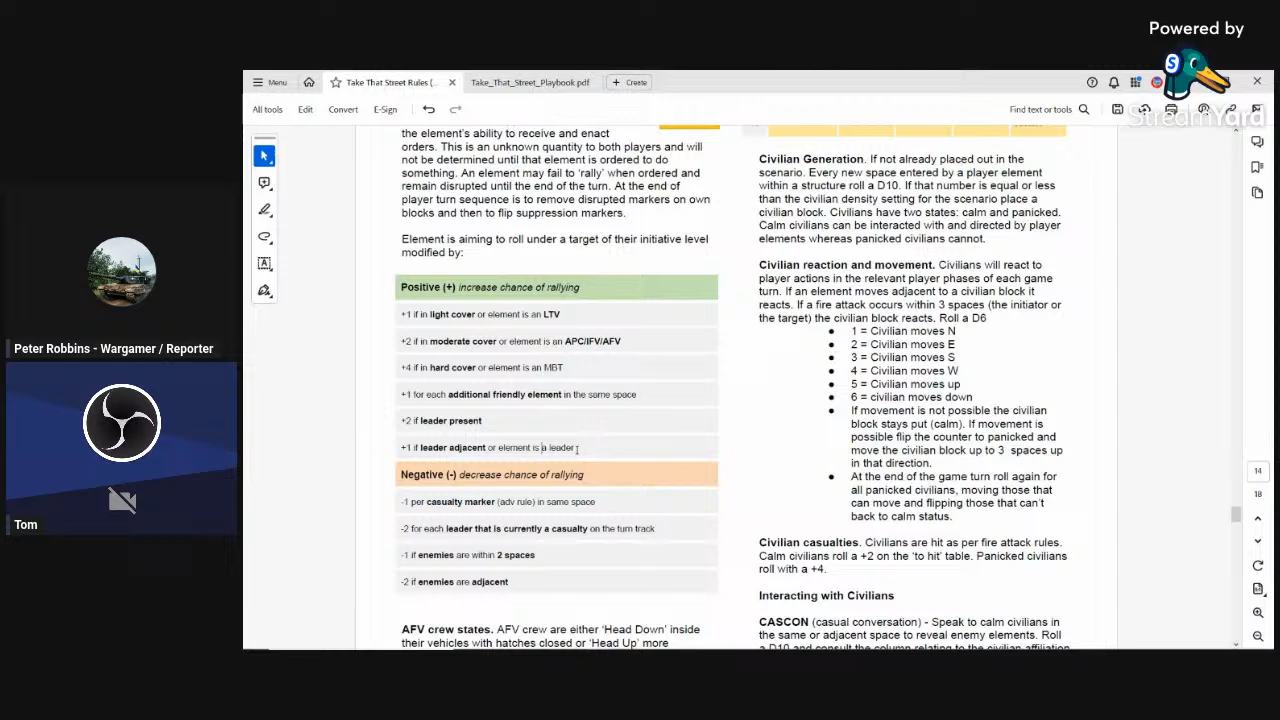 Powered by
StreamYard
Menu
Take That Street Rules (...
Take_That_Street_Playbook.pdf
+ Create
All tools
Edit
Convert
E-Sign
Find text or tools
the element's ability to receive and enact
orders. This is an unknown quantity to both players and will
not be determined until that element is ordered to do
something. An element may fail to 'rally' when ordered and
remain disrupted until the end of the turn. At the end of
player turn sequence is to remove disrupted markers on own
blocks and then to flip suppression markers.
Element is aiming to roll under a target of their initiative level
modified by:
Positive (+) increase chance of rallying
+1 if in light cover or element is an LTV
+2 if in moderate cover or element is an APC/IFV/AFV
+4 if in hard cover or element is an MBT
+1 for each additional friendly element in the same space
+2 if leader present
+1 if leader adjacent or element is a leader
Negative (-) decrease chance of rallying
-1 per casualty marker (adv rule) in same space
-2 for each leader that is currently a casualty on the turn track
-1 if enemies are within 2 spaces
-2 if enemies are adjacent
AFV crew states. AFV crew are either 'Head Down' inside
their vehicles with hatches closed or 'Head Up' more
Civilian Generation. If not already placed out in the
scenario. Every new space entered by a player element
within a structure roll a D10. If that number is equal or less
than the civilian density setting for the scenario place a
civilian block. Civilians have two states: calm and panicked.
Calm civilians can be interacted with and directed by player
elements whereas panicked civilians cannot.
Civilian reaction and movement. Civilians will react to
player actions in the relevant player phases of each game
turn. If an element moves adjacent to a civilian block it
reacts. If a fire attack occurs within 3 spaces (the initiator or
the target) the civilian block reacts. Roll a D6
● 1 = Civilian moves N
● 2 = Civilian moves E
● 3 = Civilian moves S
● 4 = Civilian moves W
● 5 = Civilian moves up
● 6 = civilian moves down
● If movement is not possible the civilian
block stays put (calm). If movement is
possible flip the counter to panicked and
move the civilian block up to 3 spaces up
in that direction.
● At the end of the game turn roll again for
all panicked civilians, moving those that
can move and flipping those that can't
back to calm status.
Civilian casualties. Civilians are hit as per fire attack rules.
Calm civilians roll a +2 on the 'to hit' table. Panicked civilians
roll with a +4.
Interacting with Civilians
CASCON (casual conversation) - Speak to calm civilians in
the same or adjacent space to reveal enemy elements. Roll
a D10 and consult the column relating to the civilian affiliation
14
18
Peter Robbins - Wargamer / Reporter
Tom